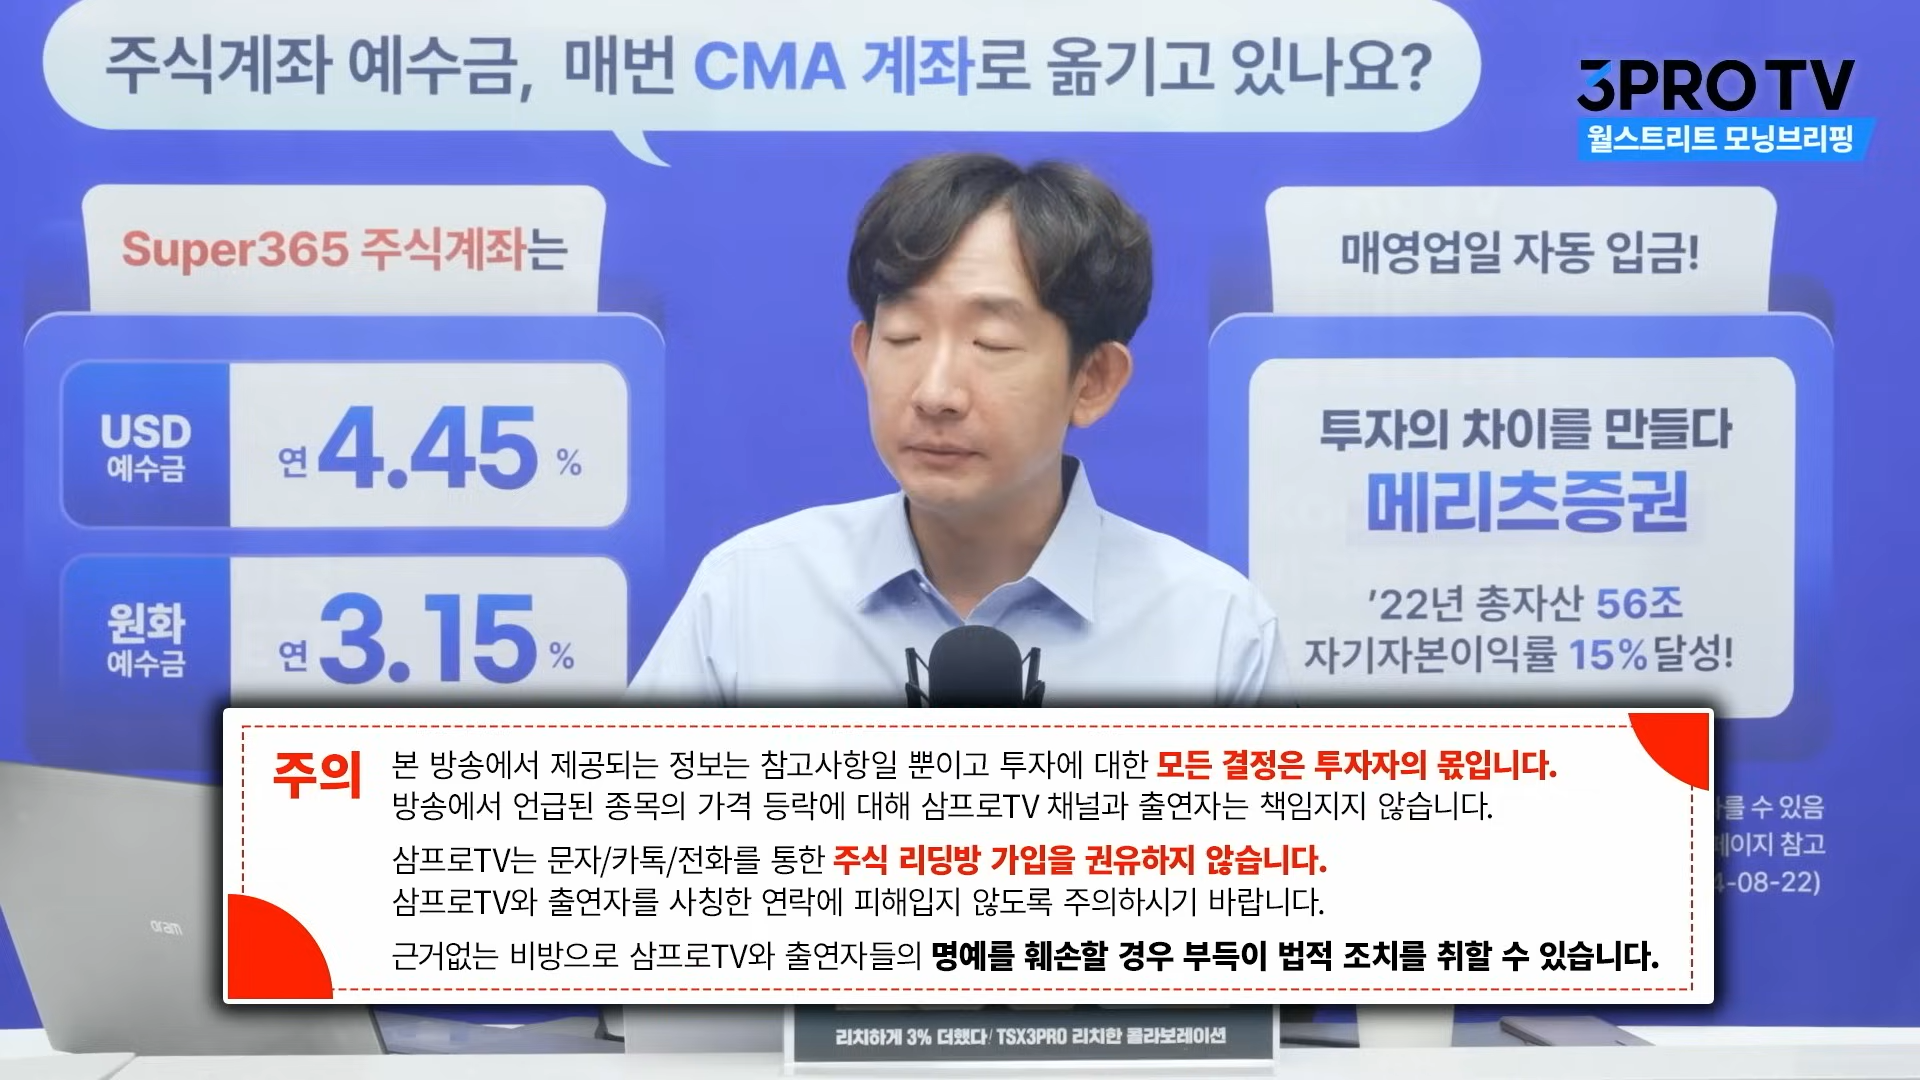 주식계좌 예수금, 매번 CMA 계좌로 옮기고 있나요?
3PRO TV
월스트리트 모닝브리핑
Super365 주식계좌는
USD
예수금
연 4.45 %
원화
예수금
연 3.15 %
매영업일 자동 입금!
투자의 차이를 만들다
메리츠증권
'22년 총자산 56조
자기자본이익률 15%달성!
를 수 있음
페이지 참고
4-08-22)
주의
본 방송에서 제공되는 정보는 참고사항일 뿐이고 투자에 대한 모든 결정은 투자자의 몫입니다.
방송에서 언급된 종목의 가격 등락에 대해 삼프로TV 채널과 출연자는 책임지지 않습니다.
삼프로TV는 문자/카톡/전화를 통한 주식 리딩방 가입을 권유하지 않습니다.
삼프로TV와 출연자를 사칭한 연락에 피해입지 않도록 주의하시기 바랍니다.
근거없는 비방으로 삼프로TV와 출연자들의 명예를 훼손할 경우 부득이 법적 조치를 취할 수 있습니다.
gram
리치하게 3% 더했다! TSX3PRO 리치한 콜라보레이션